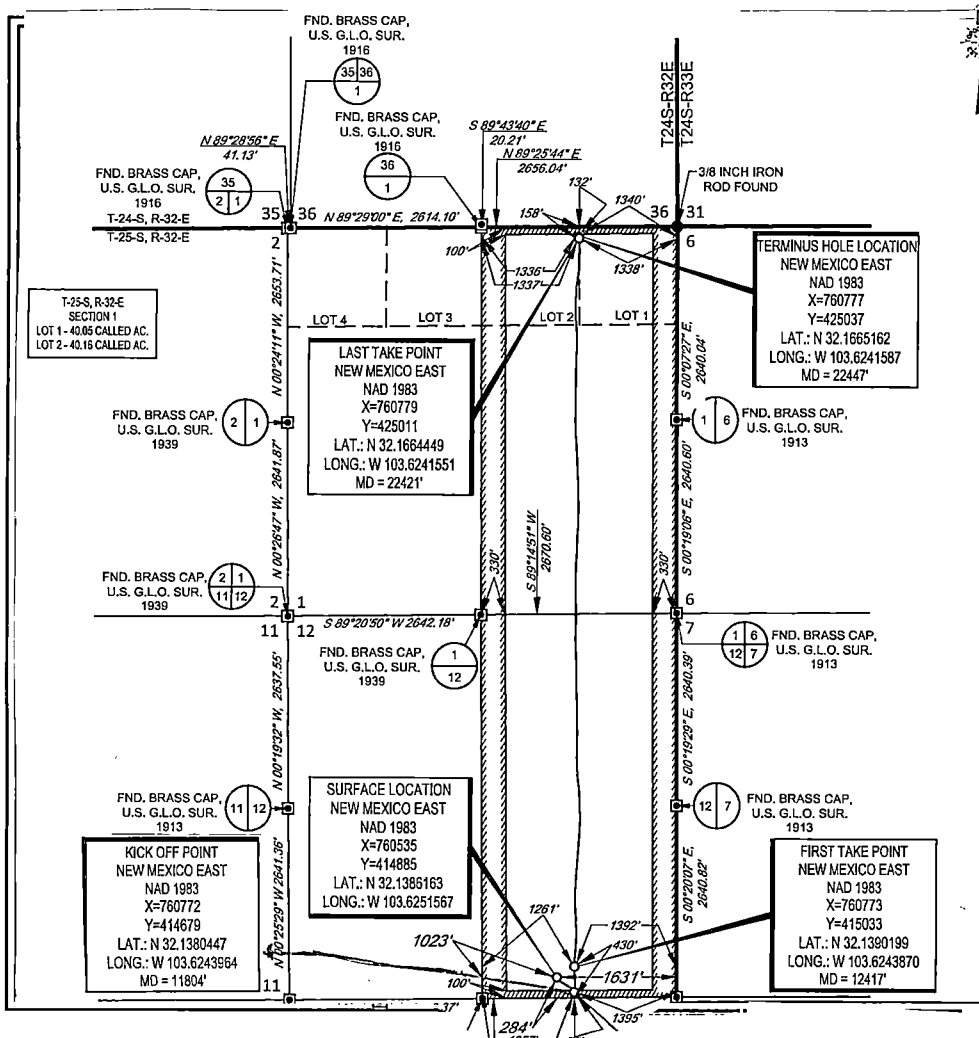 FND. BRASS CAP,
U.S. G.L.O. SUR.
1916
35 36
1
FND. BRASS CAP,
U.S. G.L.O. SUR.
1916
36
1
N 89°28'56" E
41.13'
S 89°43'40" E
20.21'
N 89°25'44" E
2656.04'
T24S-R32E
T24S-R33E
3/8 INCH IRON
ROD FOUND
FND. BRASS CAP,
U.S. G.L.O. SUR.
1916
35
2 1
T-24-S, R-32-E
T-25-S, R-32-E
35 36
2
N 89°29'00" E, 2614.10'
158'
132'
1340'
36 31
6
100'
1336'
1337'
1338'
TERMINUS HOLE LOCATION
NEW MEXICO EAST
NAD 1983
X=760777
Y=425037
LAT.: N 32.1665162
LONG.: W 103.6241587
MD = 22447'
T-25-S, R-32-E
SECTION 1
LOT 1 - 40.05 CALLED AC.
LOT 2 - 40.16 CALLED AC.
N 00°24'11" W, 2653.71'
LOT 4
LOT 3
LOT 2
LOT 1
S 00°07'27" E,
2640.04'
LAST TAKE POINT
NEW MEXICO EAST
NAD 1983
X=760779
Y=425011
LAT.: N 32.1664449
LONG.: W 103.6241551
MD = 22421'
FND. BRASS CAP,
U.S. G.L.O. SUR.
1939
2 1
1 6
FND. BRASS CAP,
U.S. G.L.O. SUR.
1913
N 00°26'47" W, 2641.87'
S 00°19'06" E, 2640.60'
330'
S 89°14'51" W
2670.60'
330'
FND. BRASS CAP,
U.S. G.L.O. SUR.
1939
2 1
11 12
2 1
11 12
S 89°20'50" W 2642.18'
6
7
FND. BRASS CAP,
U.S. G.L.O. SUR.
1939
1
12
1 6
12 7
FND. BRASS CAP,
U.S. G.L.O. SUR.
1913
N 00°19'32" W, 2637.55'
S 00°19'29" E, 2640.39'
FND. BRASS CAP,
U.S. G.L.O. SUR.
1913
11 12
12 7
FND. BRASS CAP,
U.S. G.L.O. SUR.
1913
SURFACE LOCATION
NEW MEXICO EAST
NAD 1983
X=760535
Y=414885
LAT.: N 32.1386163
LONG.: W 103.6251567
KICK OFF POINT
NEW MEXICO EAST
NAD 1983
X=760772
Y=414679
LAT.: N 32.1380447
LONG.: W 103.6243964
MD = 11804'
N 00°25'29" W 2641.36'
S 00°20'07" E,
2640.82'
FIRST TAKE POINT
NEW MEXICO EAST
NAD 1983
X=760773
Y=415033
LAT.: N 32.1390199
LONG.: W 103.6243870
MD = 12417'
1261'
1392'
1023'
430'
1631'
100'
11
284'
1395'